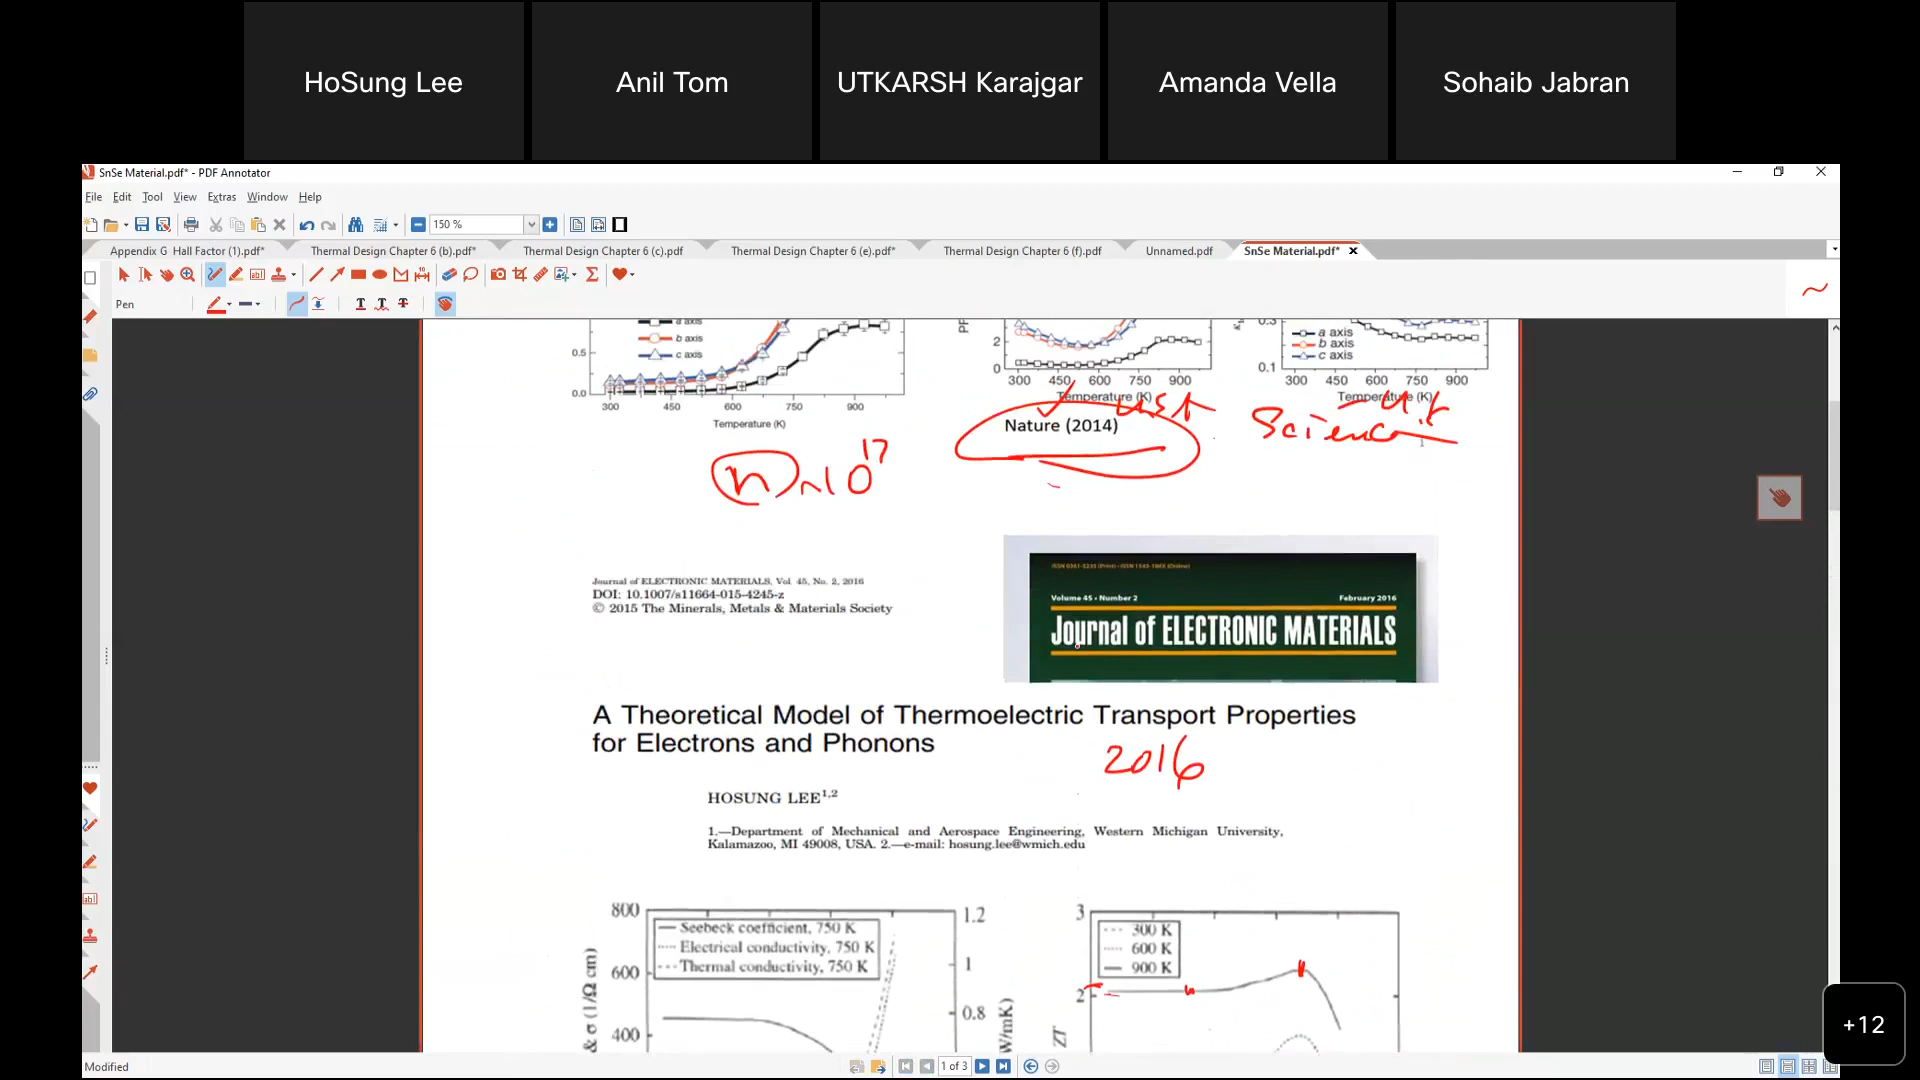 HoSung Lee
Anil Tom
UTKARSH Karajgar
Amanda Vella
Sohaib Jabran
SnSe Material.pdf* - PDF Annotator
File Edit Tool View Extras Window Help
150 %
Appendix G Hall Factor (1).pdf*
Thermal Design Chapter 6 (b).pdf*
Thermal Design Chapter 6 (c).pdf
Thermal Design Chapter 6 (e).pdf*
Thermal Design Chapter 6 (f).pdf
Unnamed.pdf
SnSe Material.pdf*
Pen
a axis
b axis
c axis
0.5
0.0
300 450 600 750 900
Temperature (K)
PF
2
0
300 450 600 750 900
Temperature (K)
0.3
0.1
a axis
b axis
c axis
300 450 600 750 900
Temperature (K)
Nature (2014)
Science
n ~10^17
Journal of ELECTRONIC MATERIALS, Vol. 45, No. 2, 2016
DOI: 10.1007/s11664-015-4245-z
© 2015 The Minerals, Metals & Materials Society
Volume 45 • Number 2
February 2016
Journal of ELECTRONIC MATERIALS
A Theoretical Model of Thermoelectric Transport Properties
for Electrons and Phonons
2016
HOSUNG LEE1,2
1.—Department of Mechanical and Aerospace Engineering, Western Michigan University,
Kalamazoo, MI 49008, USA. 2.—e-mail: hosung.lee@wmich.edu
800
600
400
Seebeck coefficient, 750 K
Electrical conductivity, 750 K
Thermal conductivity, 750 K
1.2
1
0.8
& σ (1/Ω cm)
W/mK)
3
2
ZT
300 K
600 K
900 K
+12
Modified
1 of 3